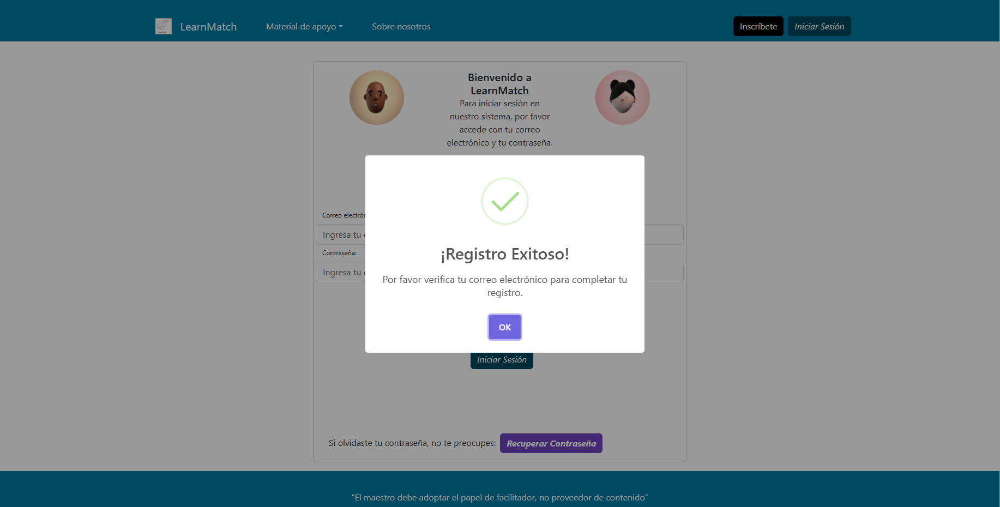 LearnMatch
Material de apoyo
Sobre nosotros
Inscríbete
Iniciar Sesión
Bienvenido a
LearnMatch
Para iniciar sesión en
nuestro sistema, por favor
accede con tu correo
electrónico y tu contraseña.
Correo electrón
Ingresa tu c
Contraseña:
Ingresa tu c
¡Registro Exitoso!
Por favor verifica tu correo electrónico para completar tu
registro.
OK
Iniciar Sesión
Si olvidaste tu contraseña, no te preocupes:
Recuperar Contraseña
"El maestro debe adoptar el papel de facilitador, no proveedor de contenido"